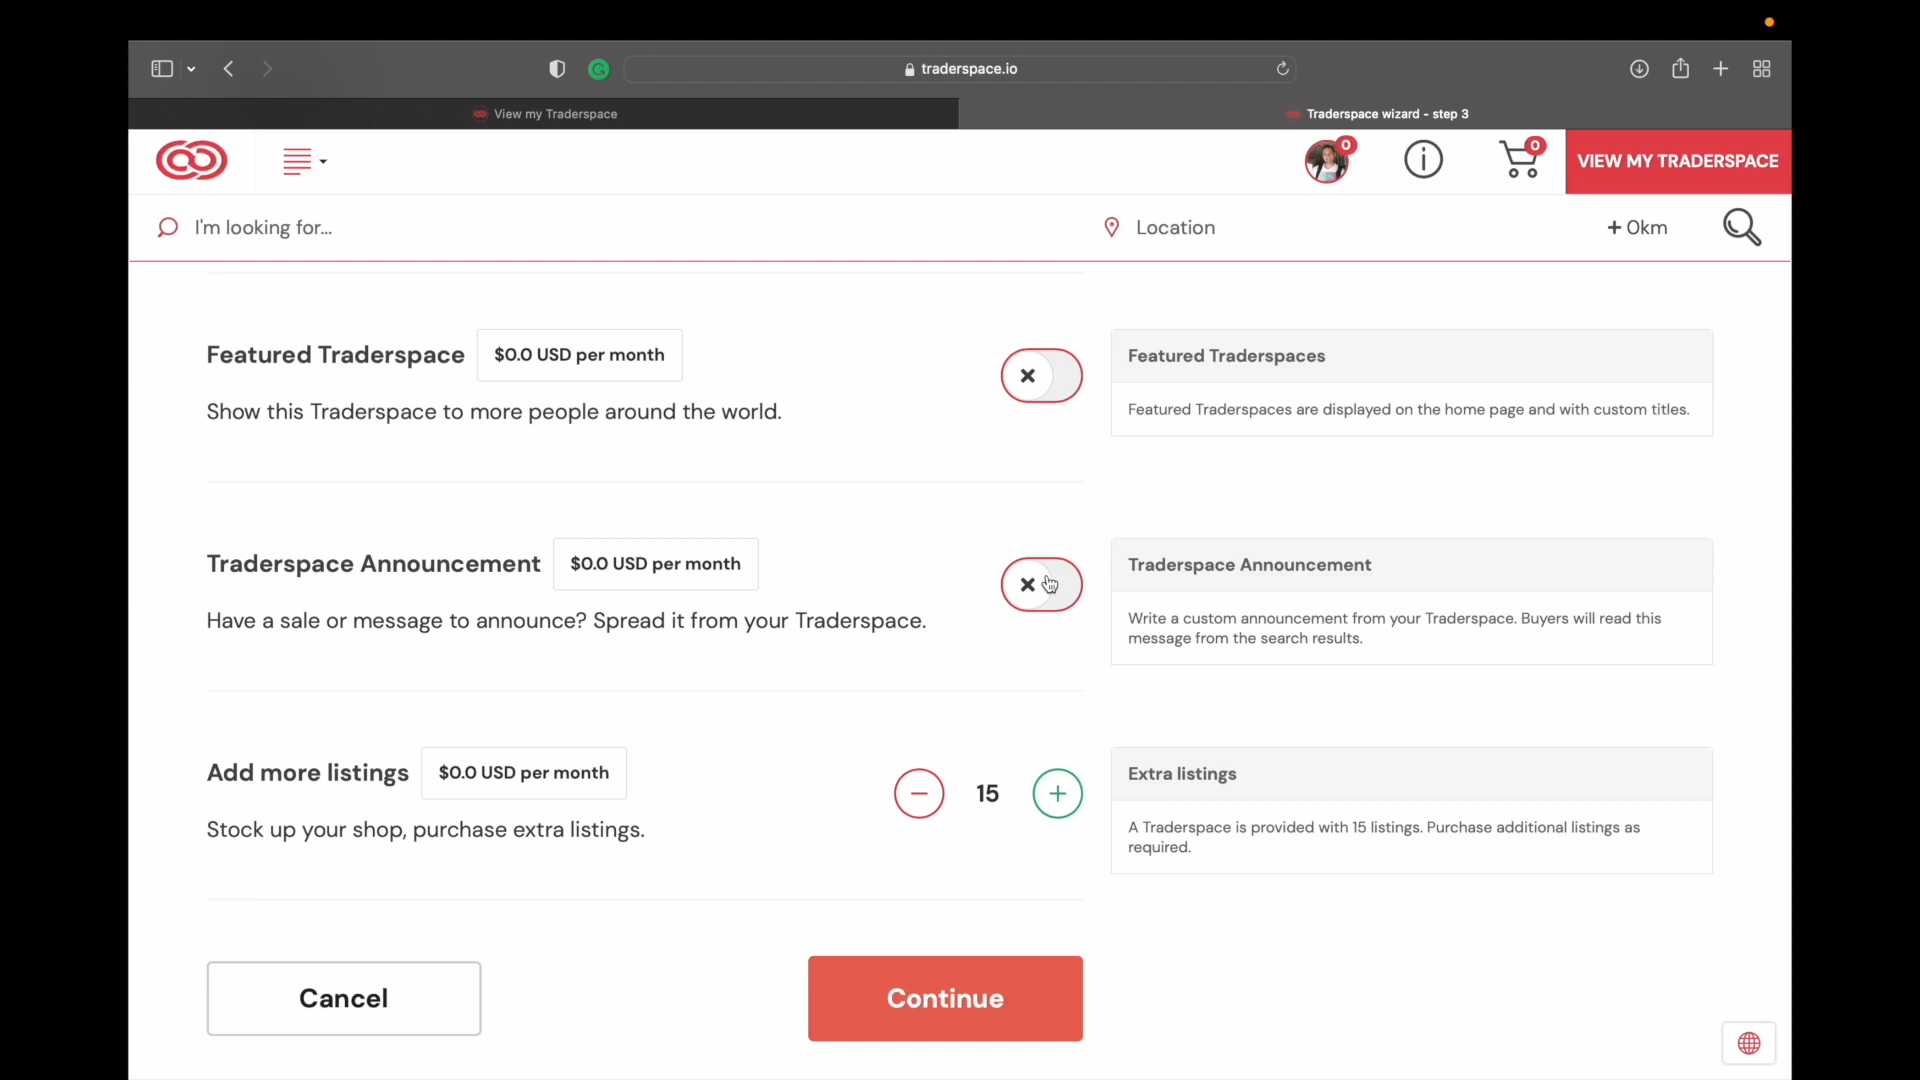 traderspace.io
View my Traderspace
Traderspace wizard - step 3
0
0
VIEW MY TRADERSPACE
I'm looking for...
Location
+ 0km
Featured Traderspace
$0.0 USD per month
Show this Traderspace to more people around the world.
Featured Traderspaces
Featured Traderspaces are displayed on the home page and with custom titles.
Traderspace Announcement
$0.0 USD per month
Have a sale or message to announce? Spread it from your Traderspace.
Traderspace Announcement
Write a custom announcement from your Traderspace. Buyers will read this
message from the search results.
Add more listings
$0.0 USD per month
Stock up your shop, purchase extra listings.
15
Extra listings
A Traderspace is provided with 15 listings. Purchase additional listings as
required.
Cancel
Continue